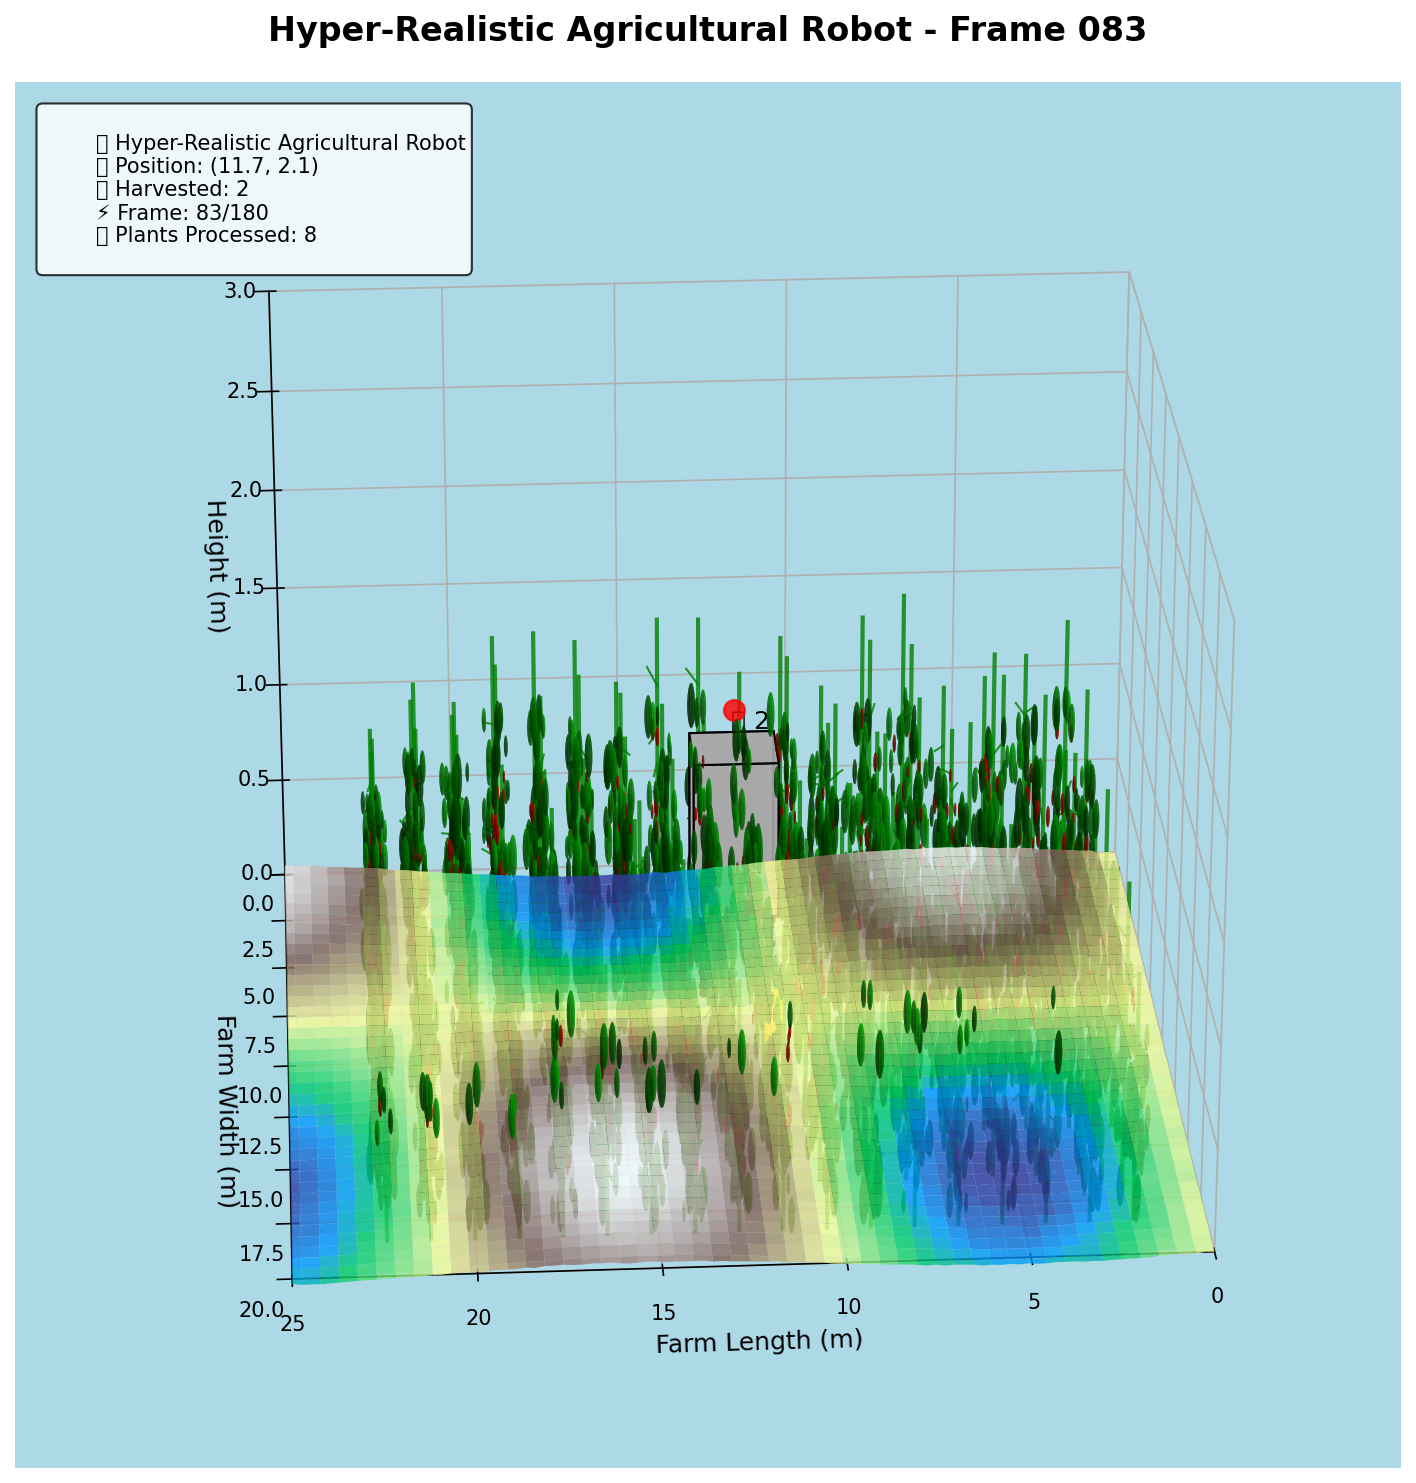 Hyper-Realistic Agricultural Robot - Frame 083
Hyper-Realistic Agricultural Robot
Position: (11.7, 2.1)
Harvested: 2
⚡ Frame: 83/180
Plants Processed: 8
3.0
2.5
2.0
1.5
1.0
0.5
0.0
Height (m)
2
0.0
2.5
5.0
7.5
10.0
12.5
15.0
17.5
20.0
Farm Width (m)
25
20
15
10
5
0
Farm Length (m)